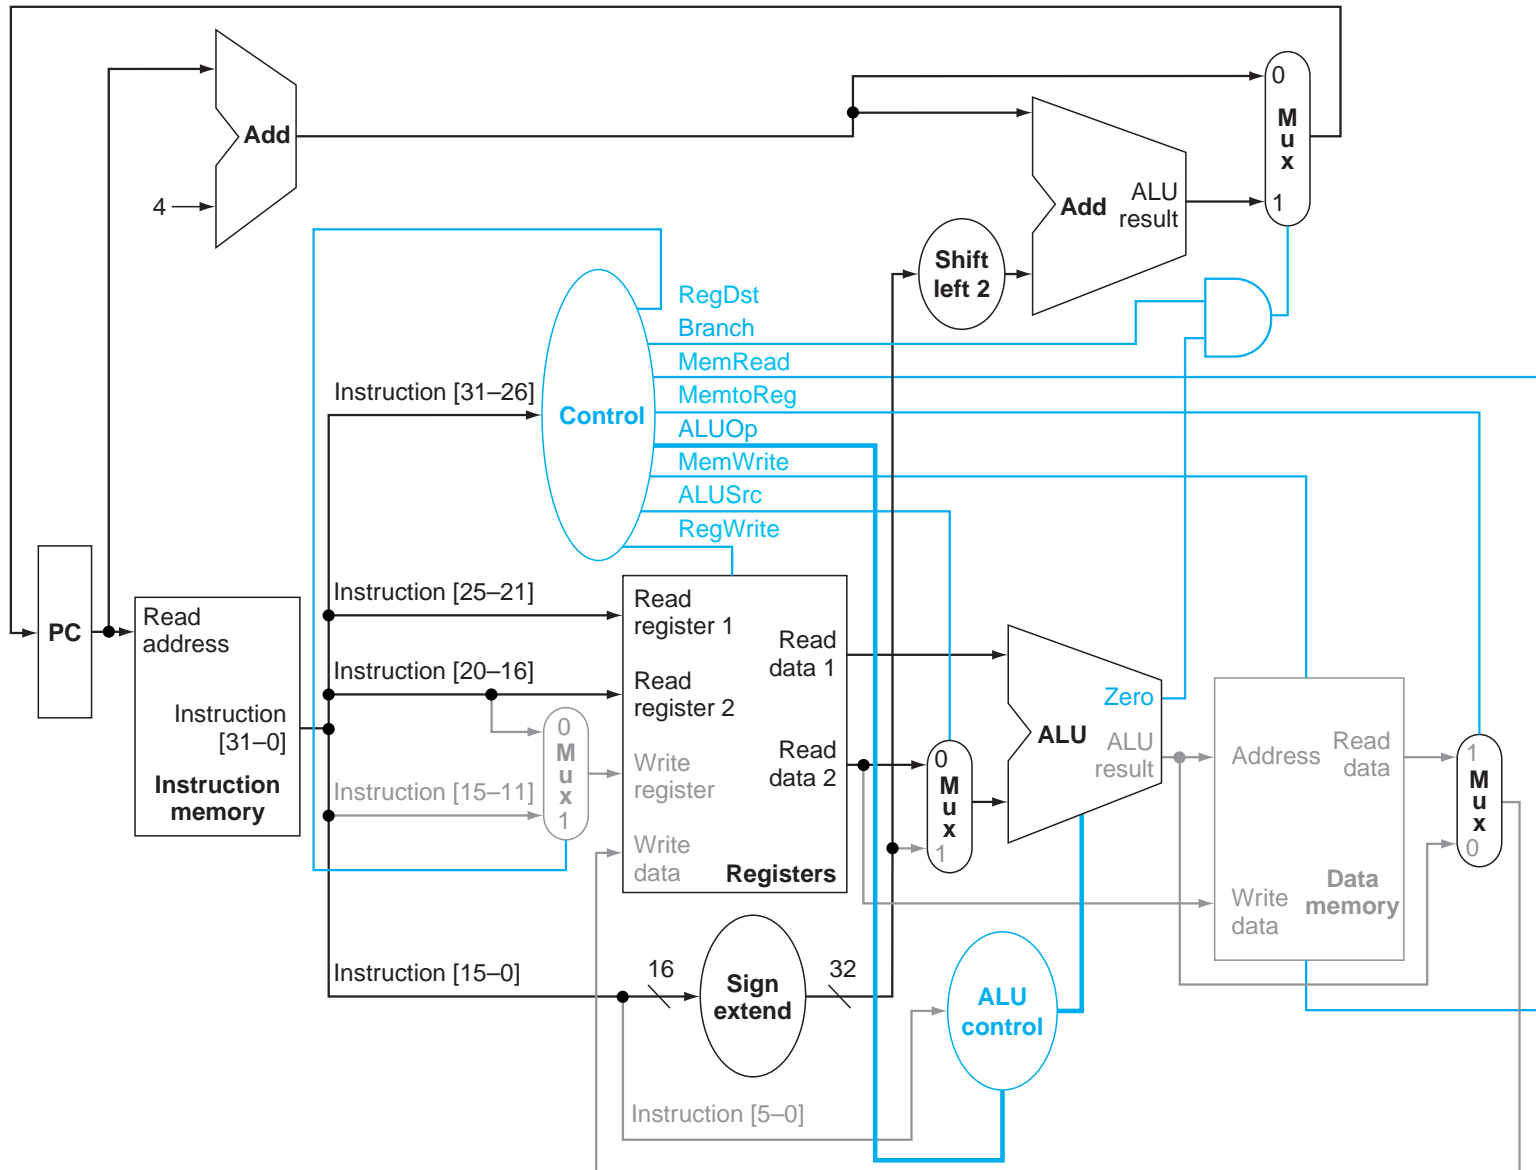 Add
4
0
M
u
x
1
Add
ALU
result
Shift
left 2
RegDst
Branch
MemRead
MemtoReg
ALUOp
MemWrite
ALUSrc
RegWrite
Control
Instruction [31–26]
PC
Read
address
Instruction
[31–0]
Instruction
memory
Instruction [25–21]
Instruction [20–16]
Instruction [15–11]
0
M
u
x
1
Read
register 1
Read
register 2
Write
register
Write
data
Read
data 1
Read
data 2
Registers
0
M
u
x
1
Zero
ALU
ALU
result
Address
Read
data
Write
data
Data
memory
1
M
u
x
0
Instruction [15–0]
16
Sign
extend
32
ALU
control
Instruction [5–0]